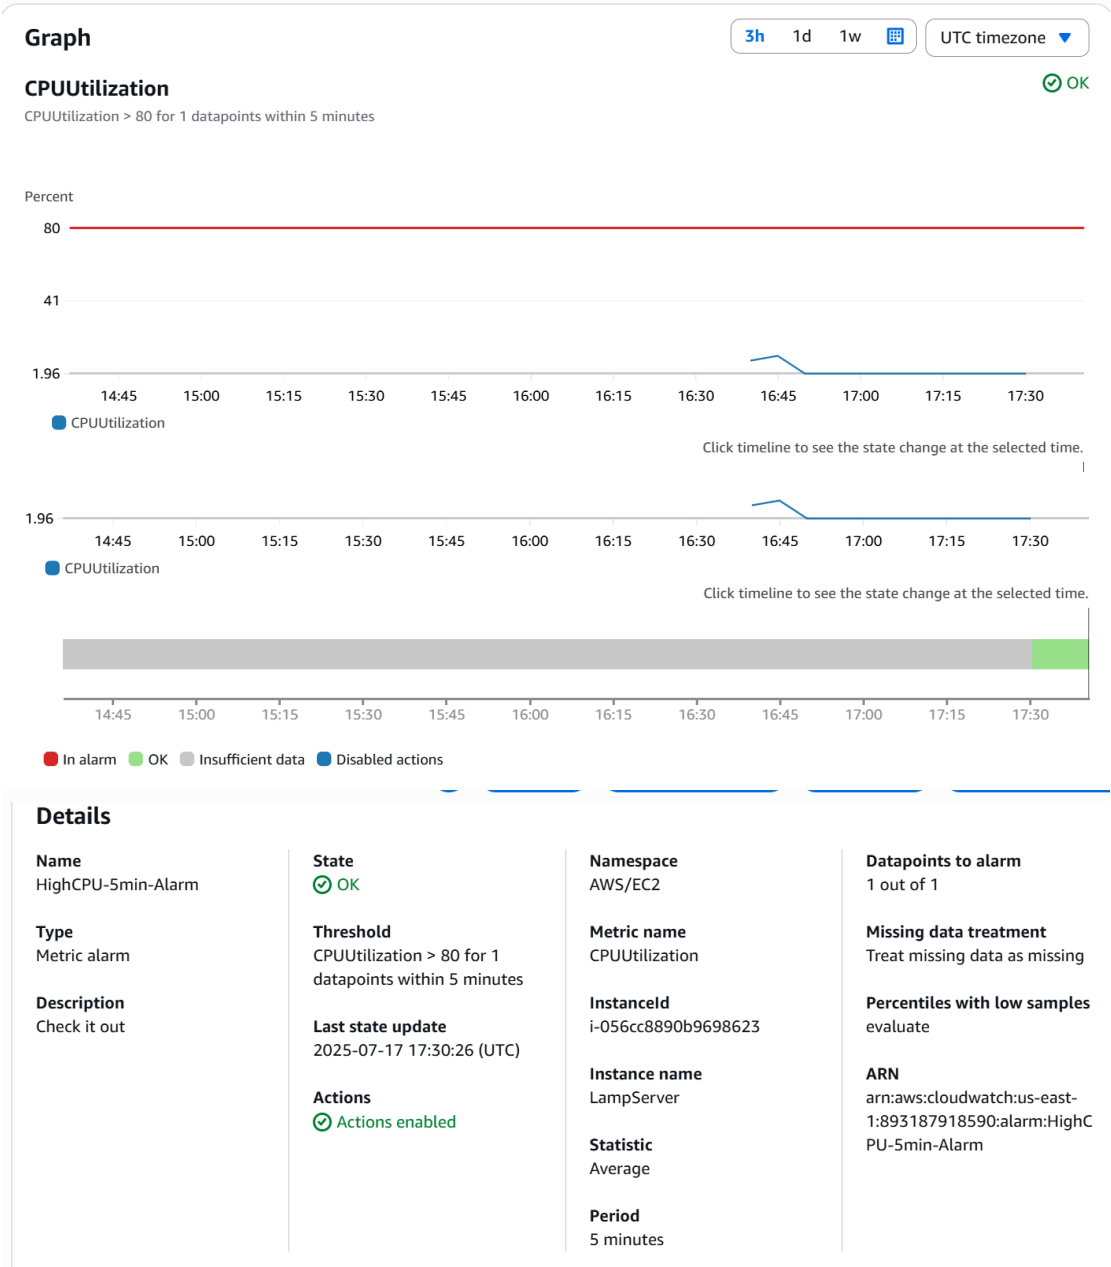 Graph
3h 1d 1w
UTC timezone
CPUUtilization
OK
CPUUtilization > 80 for 1 datapoints within 5 minutes
Percent
80
41
1.96
14:45 15:00 15:15 15:30 15:45 16:00 16:15 16:30 16:45 17:00 17:15 17:30
CPUUtilization
Click timeline to see the state change at the selected time.
1.96
14:45 15:00 15:15 15:30 15:45 16:00 16:15 16:30 16:45 17:00 17:15 17:30
CPUUtilization
Click timeline to see the state change at the selected time.
14:45 15:00 15:15 15:30 15:45 16:00 16:15 16:30 16:45 17:00 17:15 17:30
In alarm OK Insufficient data Disabled actions
Details
Name
HighCPU-5min-Alarm
Type
Metric alarm
Description
Check it out
State
OK
Threshold
CPUUtilization > 80 for 1
datapoints within 5 minutes
Last state update
2025-07-17 17:30:26 (UTC)
Actions
Actions enabled
Namespace
AWS/EC2
Metric name
CPUUtilization
InstanceId
i-056cc8890b9698623
Instance name
LampServer
Statistic
Average
Period
5 minutes
Datapoints to alarm
1 out of 1
Missing data treatment
Treat missing data as missing
Percentiles with low samples
evaluate
ARN
arn:aws:cloudwatch:us-east-
1:893187918590:alarm:HighC
PU-5min-Alarm